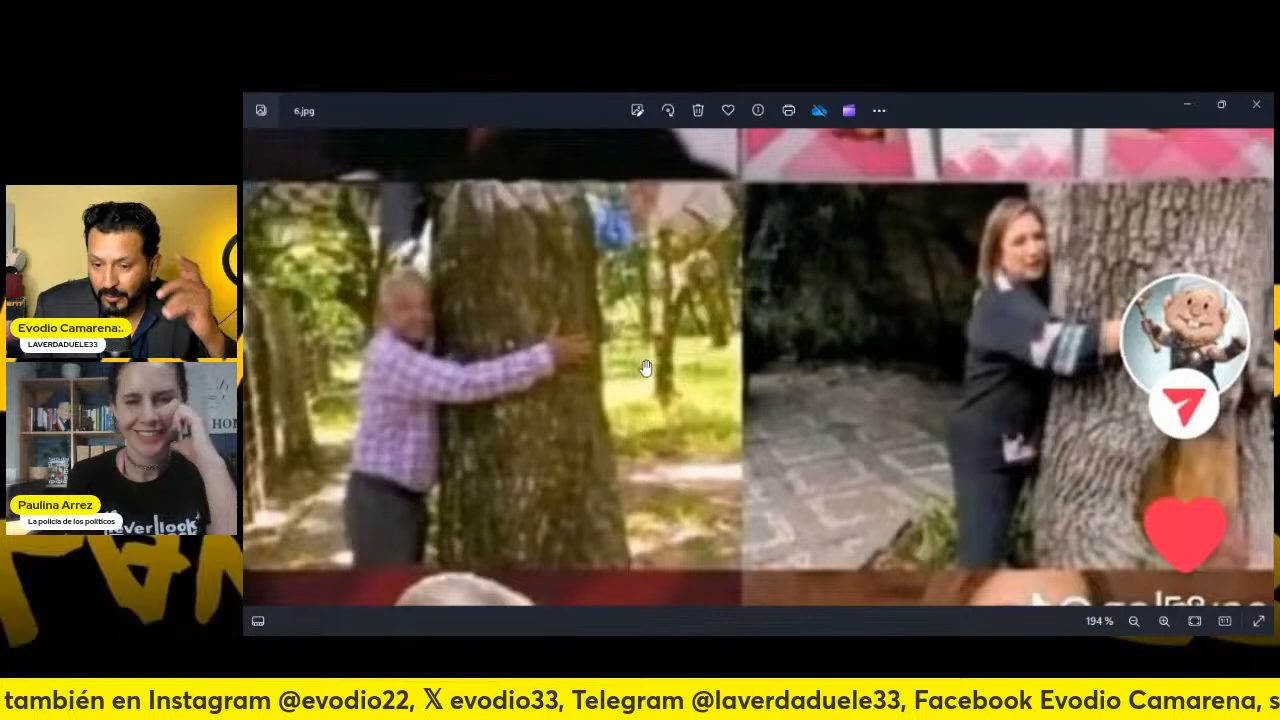 6.jpg
Evodio Camarena:.
LAVERDADUELE33
Paulina Arrez
La policía de los políticos
194 %
también en Instagram @evodio22, 𝕏 evodio33, Telegram @laverdaduele33, Facebook Evodio Camarena, s